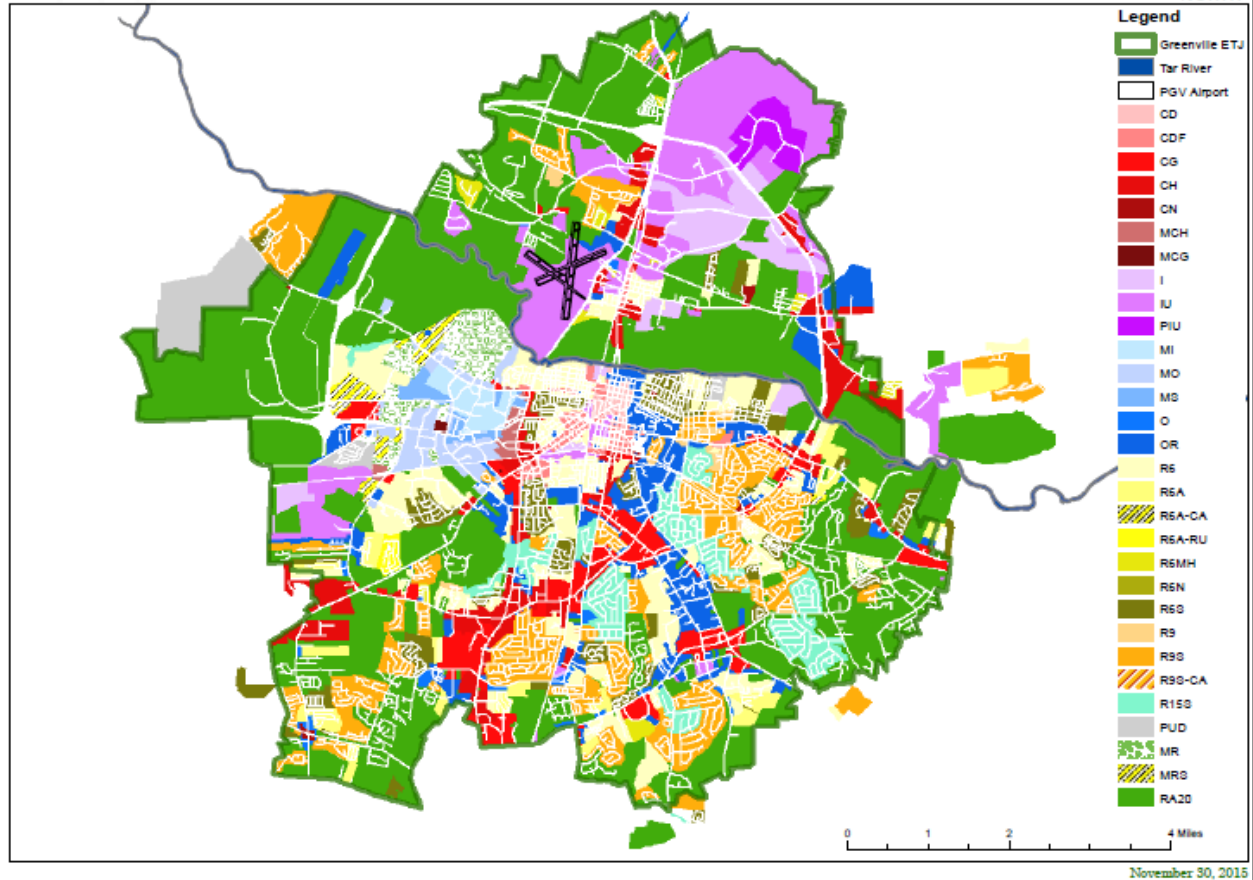 Legend
Greenville ETJ
Tar River
PGV Airport
CD
CDF
CG
CH
CN
MCH
MCG
I
IU
PIU
MI
MO
MS
O
OR
R6
R6A
R6A-CA
R6A-RU
R6MH
R6N
R6S
R9
R9S
R9S-CA
R15S
PUD
MR
MRS
RA20
0 1 2 4 Miles
November 30, 2015